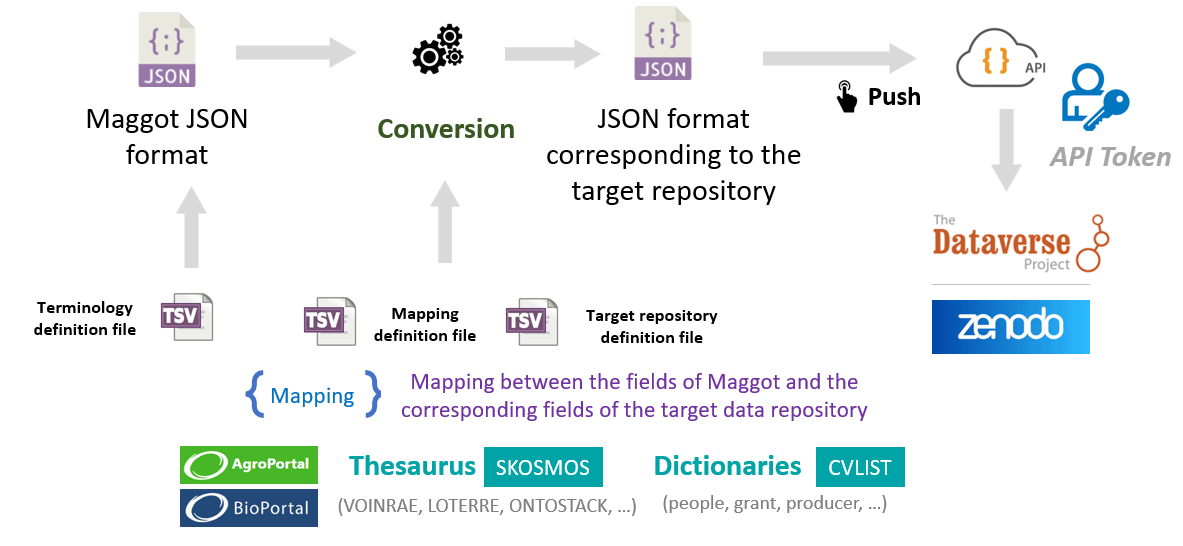 {;}
JSON
Maggot JSON
format
Conversion
{;}
JSON
JSON format
corresponding to the
target repository
Push
{ } API
API Token
The
Dataverse
Project
zenodo
Terminology
definition file
TSV
TSV
Mapping
definition file
TSV
Target repository
definition file
{ Mapping }
Mapping between the fields of Maggot and the
corresponding fields of the target data repository
AgroPortal
BioPortal
Thesaurus SKOSMOS
(VOINRAE, LOTERRE, ONTOSTACK, ...)
Dictionaries CVLIST
(people, grant, producer, ...)